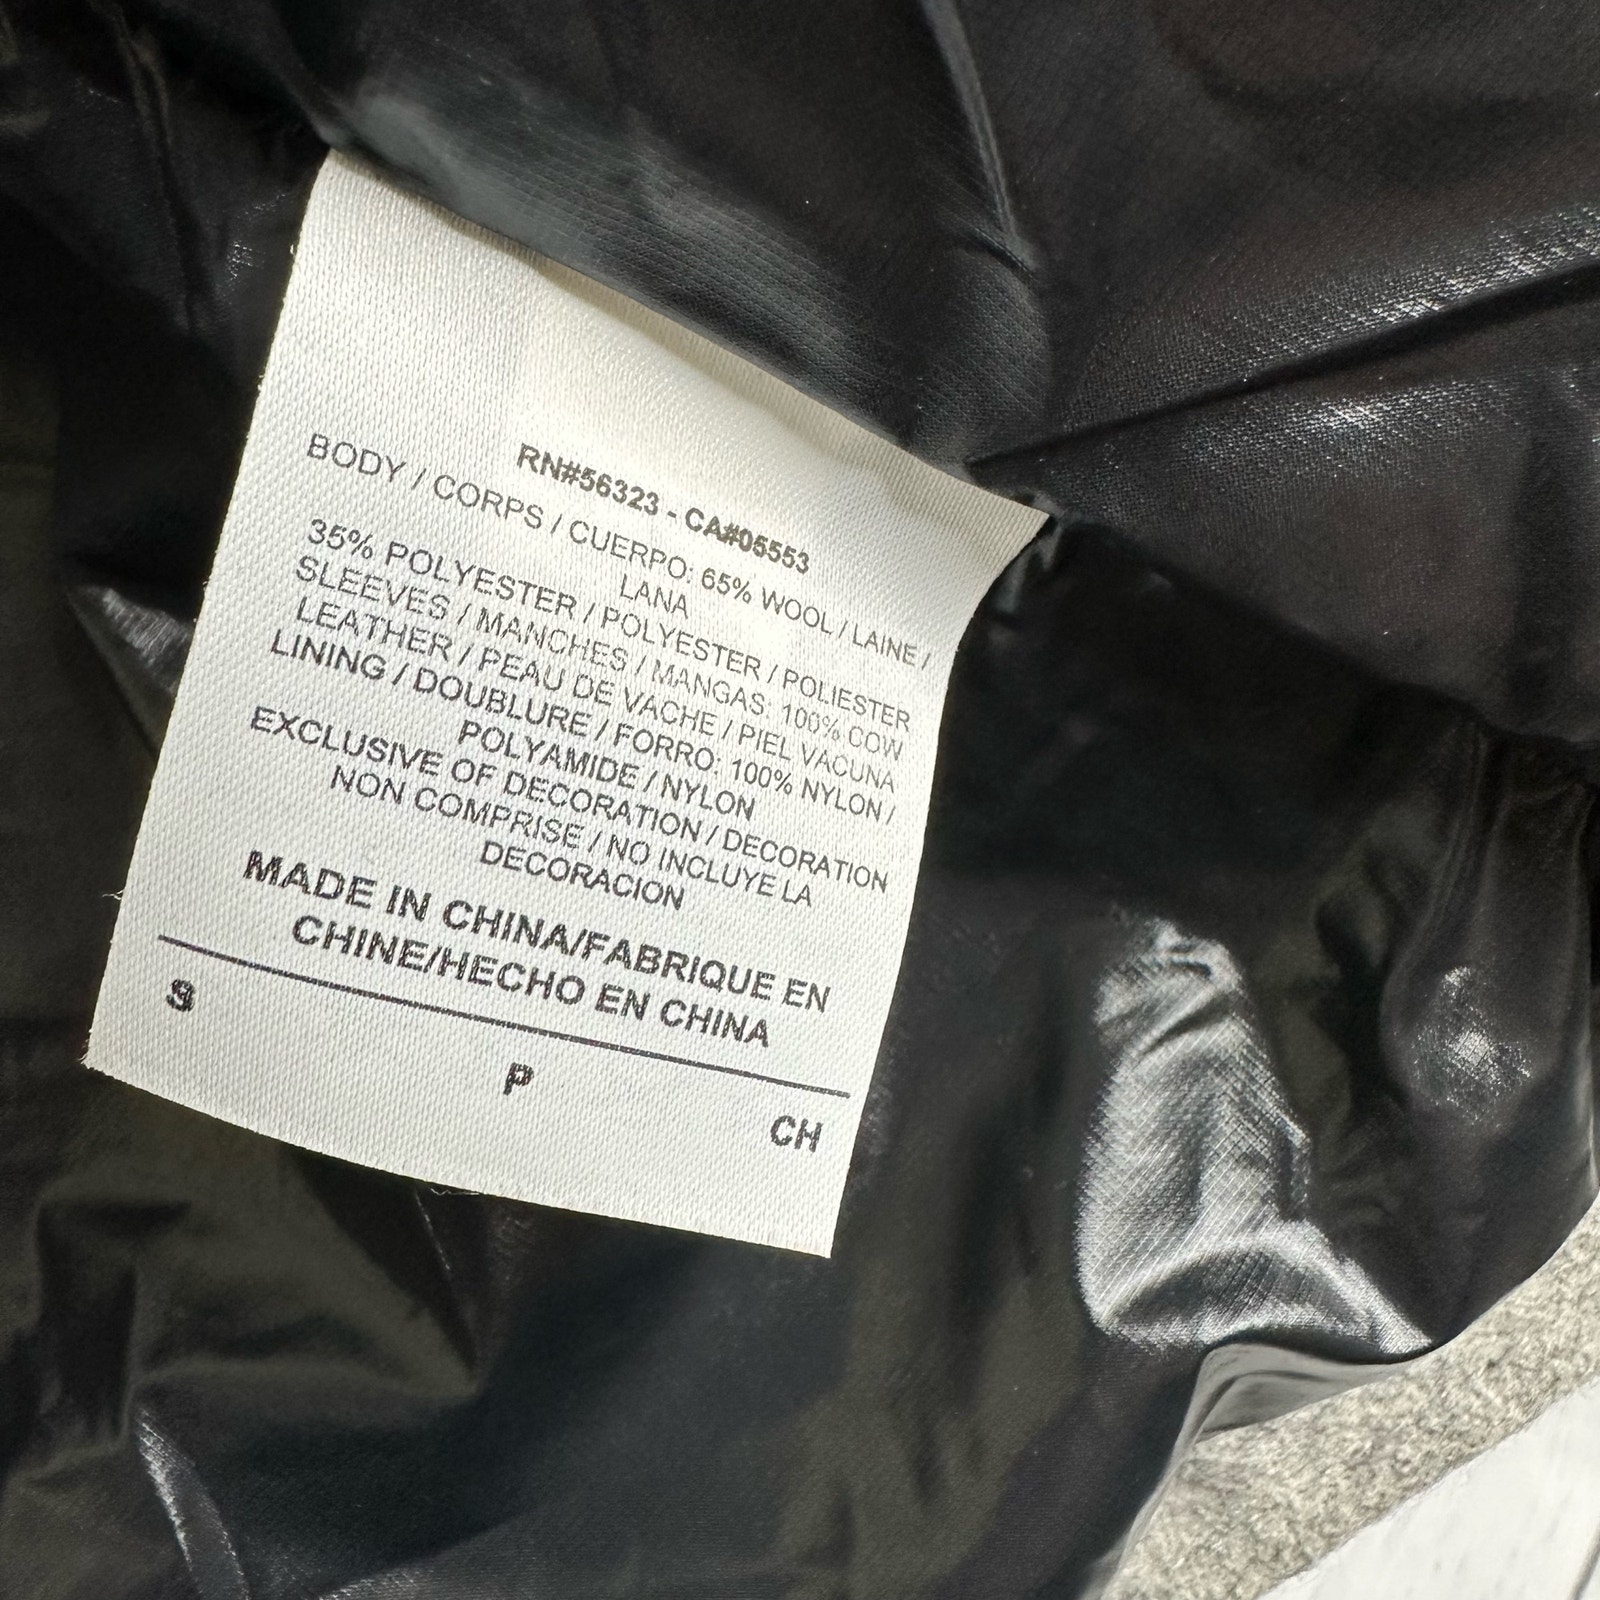 RN#56323 - CA#05553
BODY / CORPS / CUERPO: 65% WOOL / LAINE /
LANA
35% POLYESTER / POLYESTER / POLIESTER
SLEEVES / MANCHES / MANGAS: 100% COW
LEATHER / PEAU DE VACHE / PIEL VACUNA
LINING / DOUBLURE / FORRO: 100% NYLON /
POLYAMIDE / NYLON
EXCLUSIVE OF DECORATION / DECORATION
NON COMPRISE / NO INCLUYE LA
DECORACION
MADE IN CHINA/FABRIQUE EN
CHINE/HECHO EN CHINA
S
P
CH